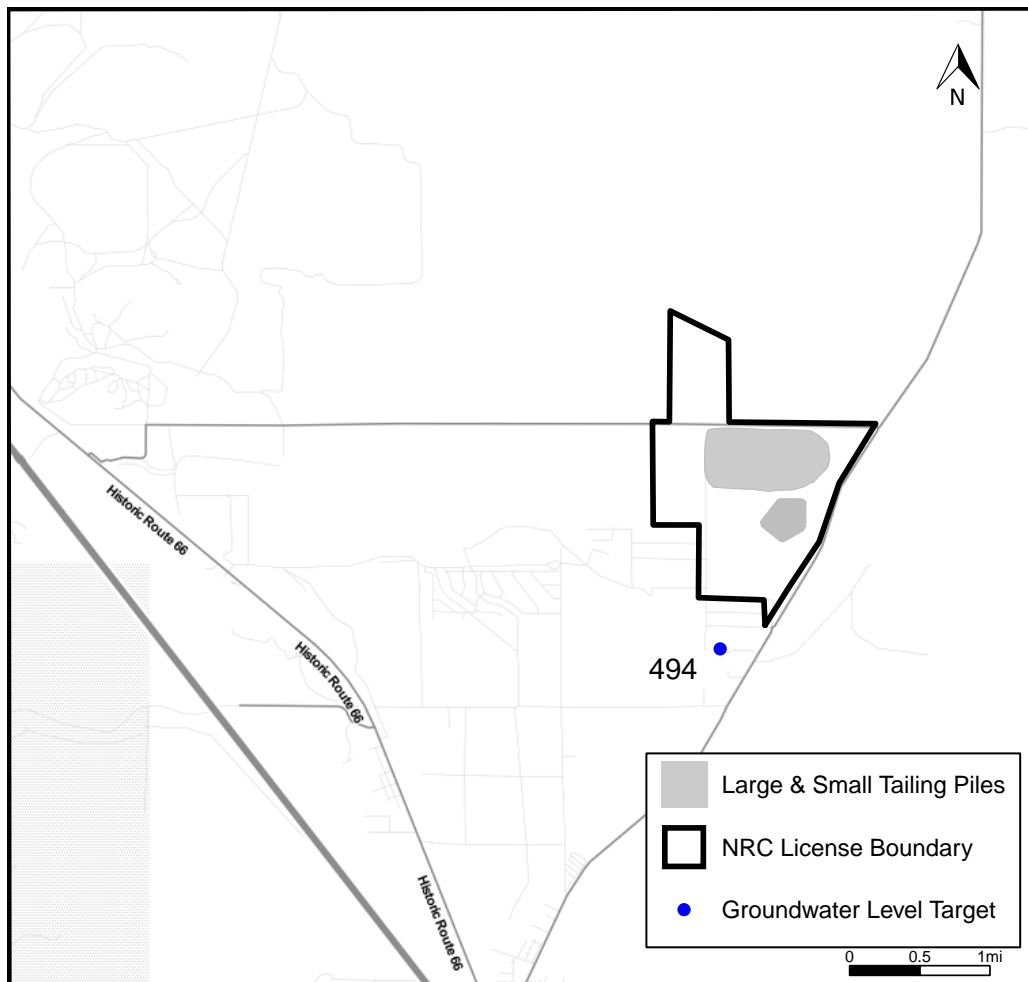 N
Historic Route 66
Historic Route 66
494
Historic Route 66
Large & Small Tailing Piles
NRC License Boundary
Groundwater Level Target
0 0.5 1mi